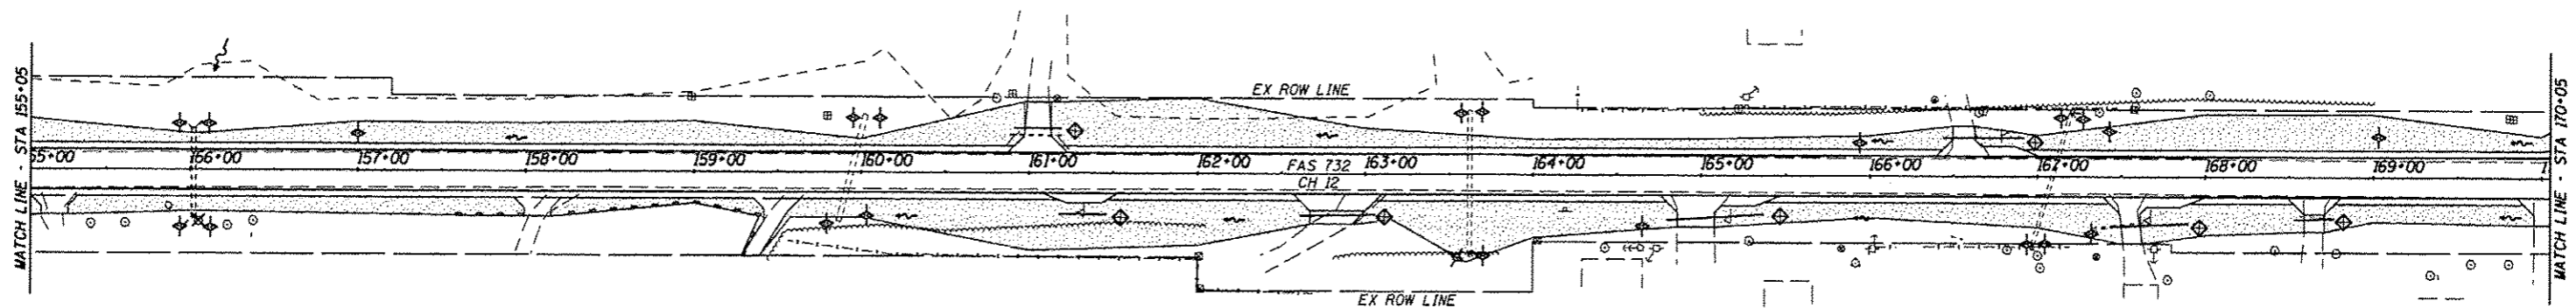 MATCH LINE - STA 155+05
EX ROW LINE
55+00 156+00 157+00 158+00 159+00 160+00 161+00 162+00 163+00 164+00 165+00 166+00 167+00 168+00 169+00 1
FAS 732
CH 12
EX ROW LINE
MATCH LINE - STA 170+05